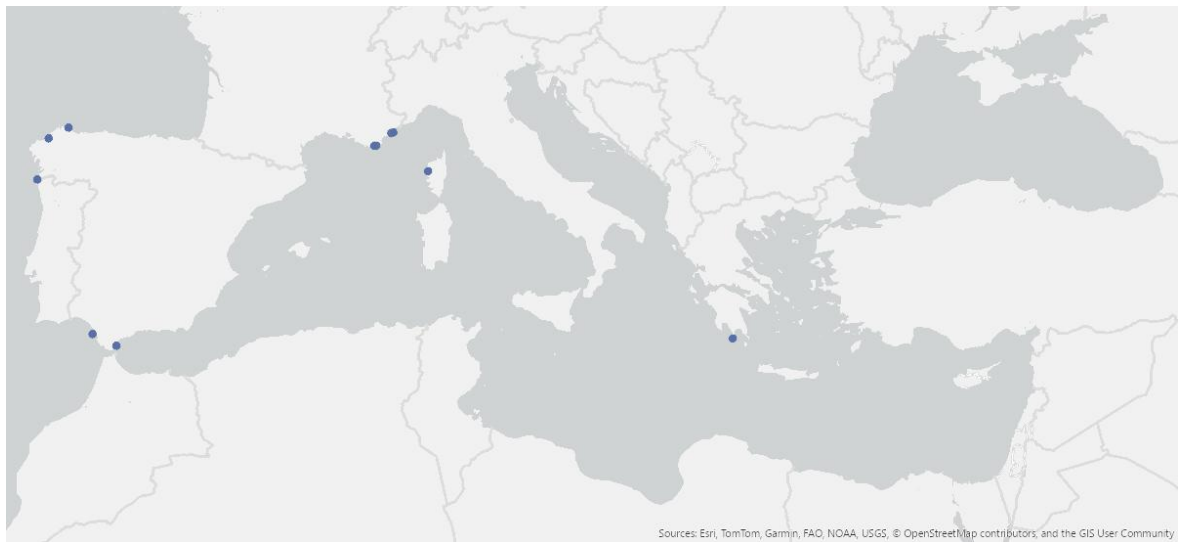 Sources: Esri, TomTom, Garmin, FAO, NOAA, USGS, © OpenStreetMap contributors, and the GIS User Community